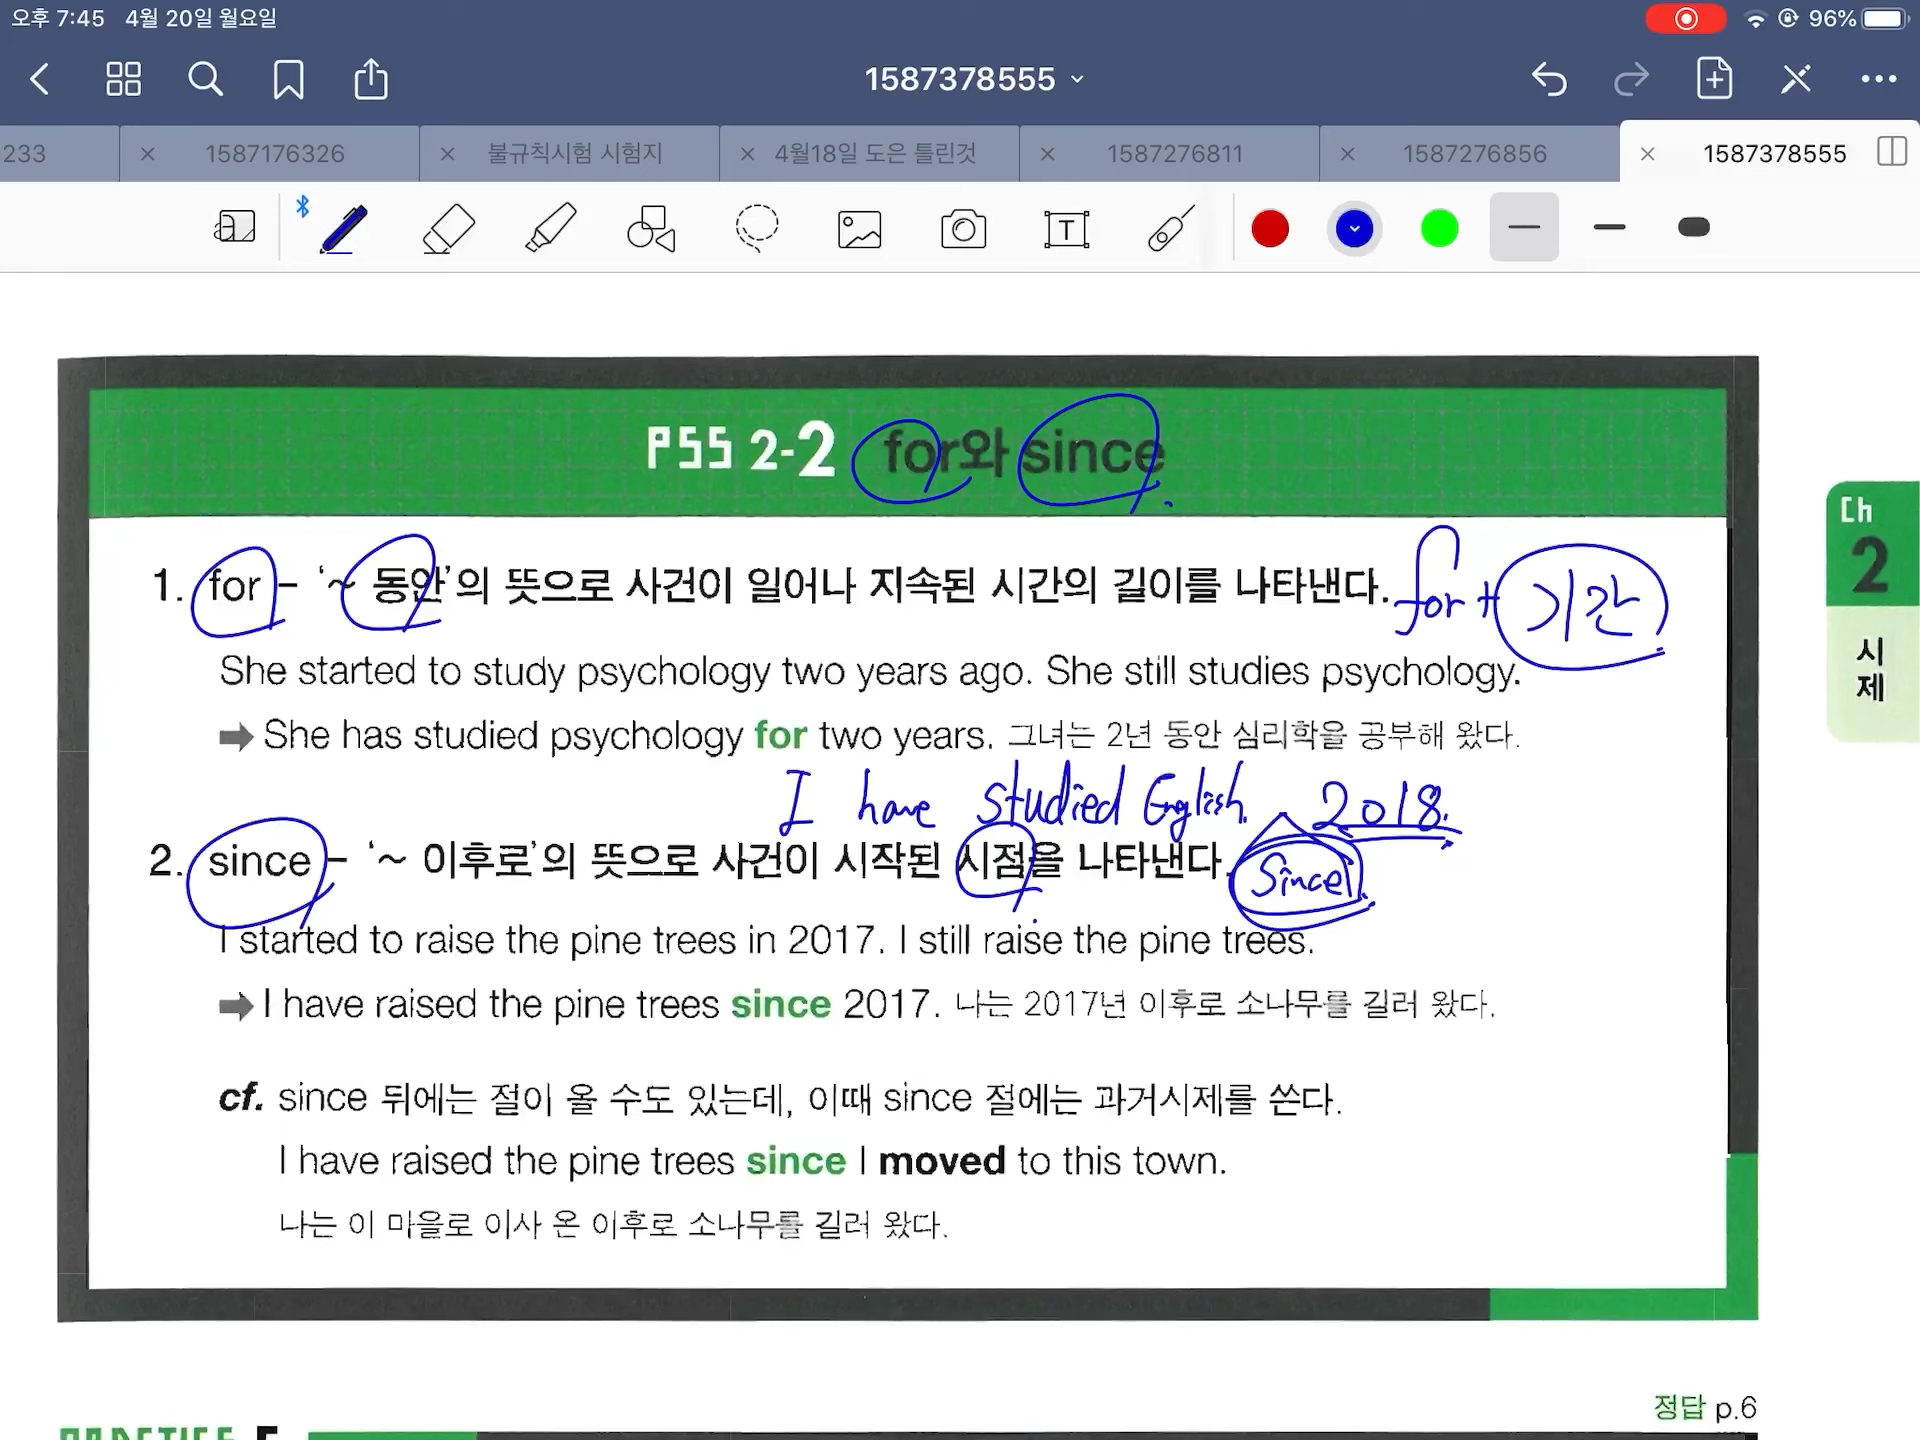 오후 7:45 4월 20일 월요일 96%
1587378555
233 1587176326 불규칙시험 시험지 4월18일 도은 틀린것 1587276811 1587276856 1587378555
T
PSS 2-2 for와 since
Ch
2
시
제
1. for – ‘~ 동안’의 뜻으로 사건이 일어나 지속된 시간의 길이를 나타낸다. for + 기간
She started to study psychology two years ago. She still studies psychology.
➡ She has studied psychology for two years. 그녀는 2년 동안 심리학을 공부해 왔다.
I have studied English. 2018.
2. since – ‘~ 이후로’의 뜻으로 사건이 시작된 시점을 나타낸다. Since
I started to raise the pine trees in 2017. I still raise the pine trees.
➡ I have raised the pine trees since 2017. 나는 2017년 이후로 소나무를 길러 왔다.
cf. since 뒤에는 절이 올 수도 있는데, 이때 since 절에는 과거시제를 쓴다.
I have raised the pine trees since I moved to this town.
나는 이 마을로 이사 온 이후로 소나무를 길러 왔다.
정답 p.6